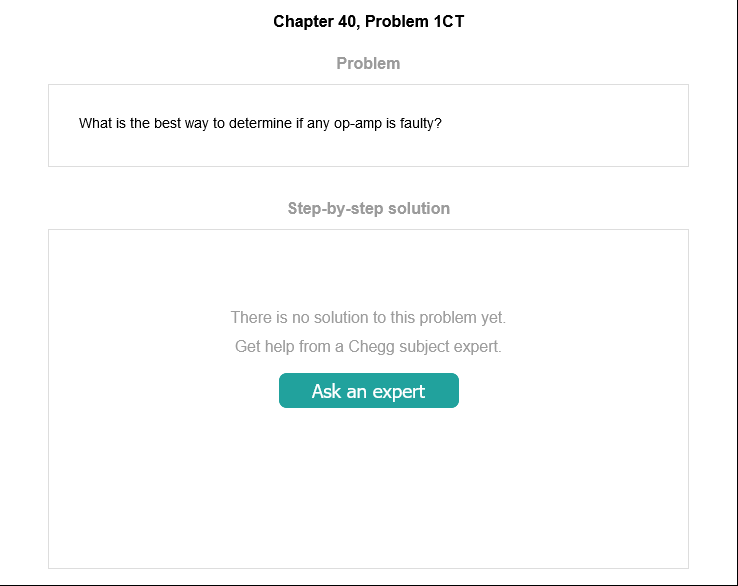 Chapter 40, Problem 1CT
Problem
What is the best way to determine if any op-amp is faulty?
Step-by-step solution
There is no solution to this problem yet.
Get help from a Chegg subject expert.
Ask an expert